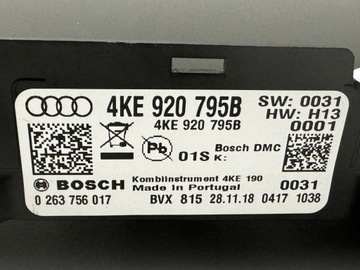 4KE 920 795B SW: 0031
4KE 920 795B HW: H13
0001
Pb 01S K: Bosch DMC
BOSCH Kombiinstrument 4KE 190
Made in Portugal 0031
0 263 756 017 BVX 815 28.11.18 0417 1038